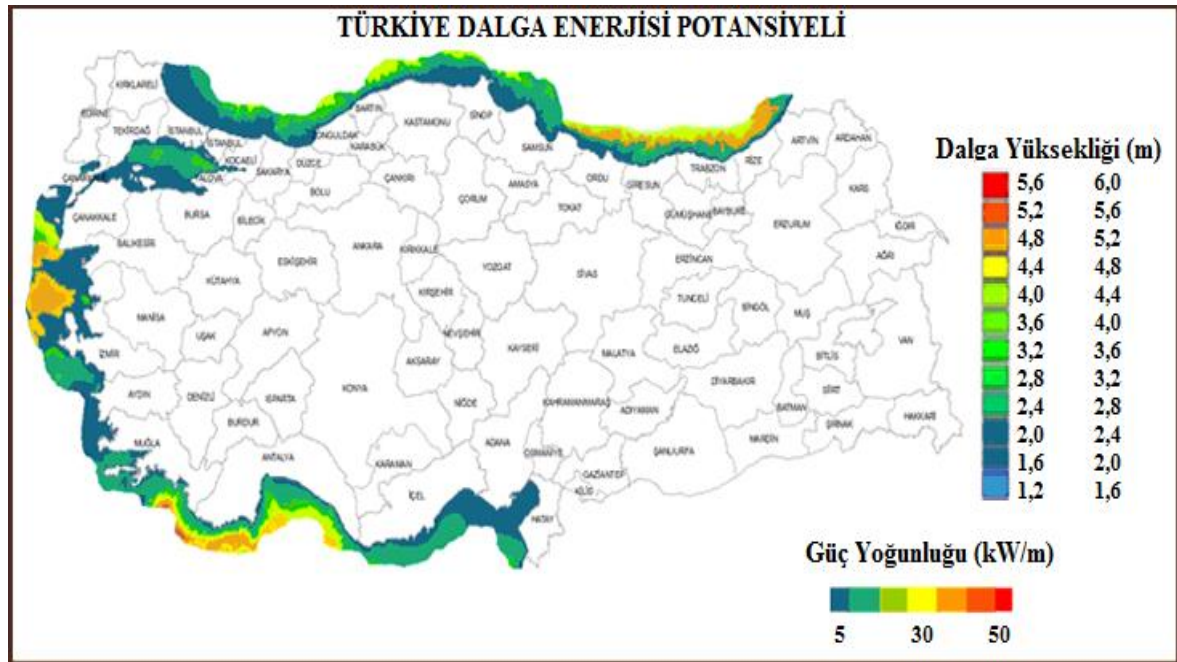 TÜRKİYE DALGA ENERJİSİ POTANSİYELİ
KIRKLARELİ
EDİRNE
TEKİRDAĞ
İSTANBUL
İSTANBUL
KOCAELİ
YALOVA
SAKARYA
DÜZCE
ZONGULDAK
BARTIN
KARABÜK
KASTAMONU
SİNOP
SAMSUN
ORDU
GİRESUN
TRABZON
RİZE
ARTVİN
ARDAHAN
KARS
IĞDIR
AĞRI
ÇANAKKALE
ÇANAKKALE
BALIKESİR
BURSA
BİLECİK
BOLU
ÇANKIRI
ÇORUM
AMASYA
TOKAT
GÜMÜŞHANE
BAYBURT
ERZURUM
ERZİNCAN
ESKİŞEHİR
ANKARA
KIRIKKALE
YOZGAT
SİVAS
KÜTAHYA
MANİSA
UŞAK
AFYON
KIRŞEHİR
NEVŞEHİR
KAYSERİ
TUNCELİ
BİNGÖL
MUŞ
VAN
İZMİR
AKSARAY
MALATYA
ELAZIĞ
BİTLİS
AYDIN
DENİZLİ
ISPARTA
BURDUR
KONYA
NİĞDE
KAHRAMANMARAŞ
ADIYAMAN
DİYARBAKIR
BATMAN
SİİRT
ŞIRNAK
HAKKARİ
MUĞLA
ANTALYA
KARAMAN
İÇEL
ADANA
OSMANİYE
GAZİANTEP
KİLİS
HATAY
ŞANLIURFA
MARDİN
Dalga Yüksekliği (m)
5,6 6,0
5,2 5,6
4,8 5,2
4,4 4,8
4,0 4,4
3,6 4,0
3,2 3,6
2,8 3,2
2,4 2,8
2,0 2,4
1,6 2,0
1,2 1,6
Güç Yoğunluğu (kW/m)
5 30 50